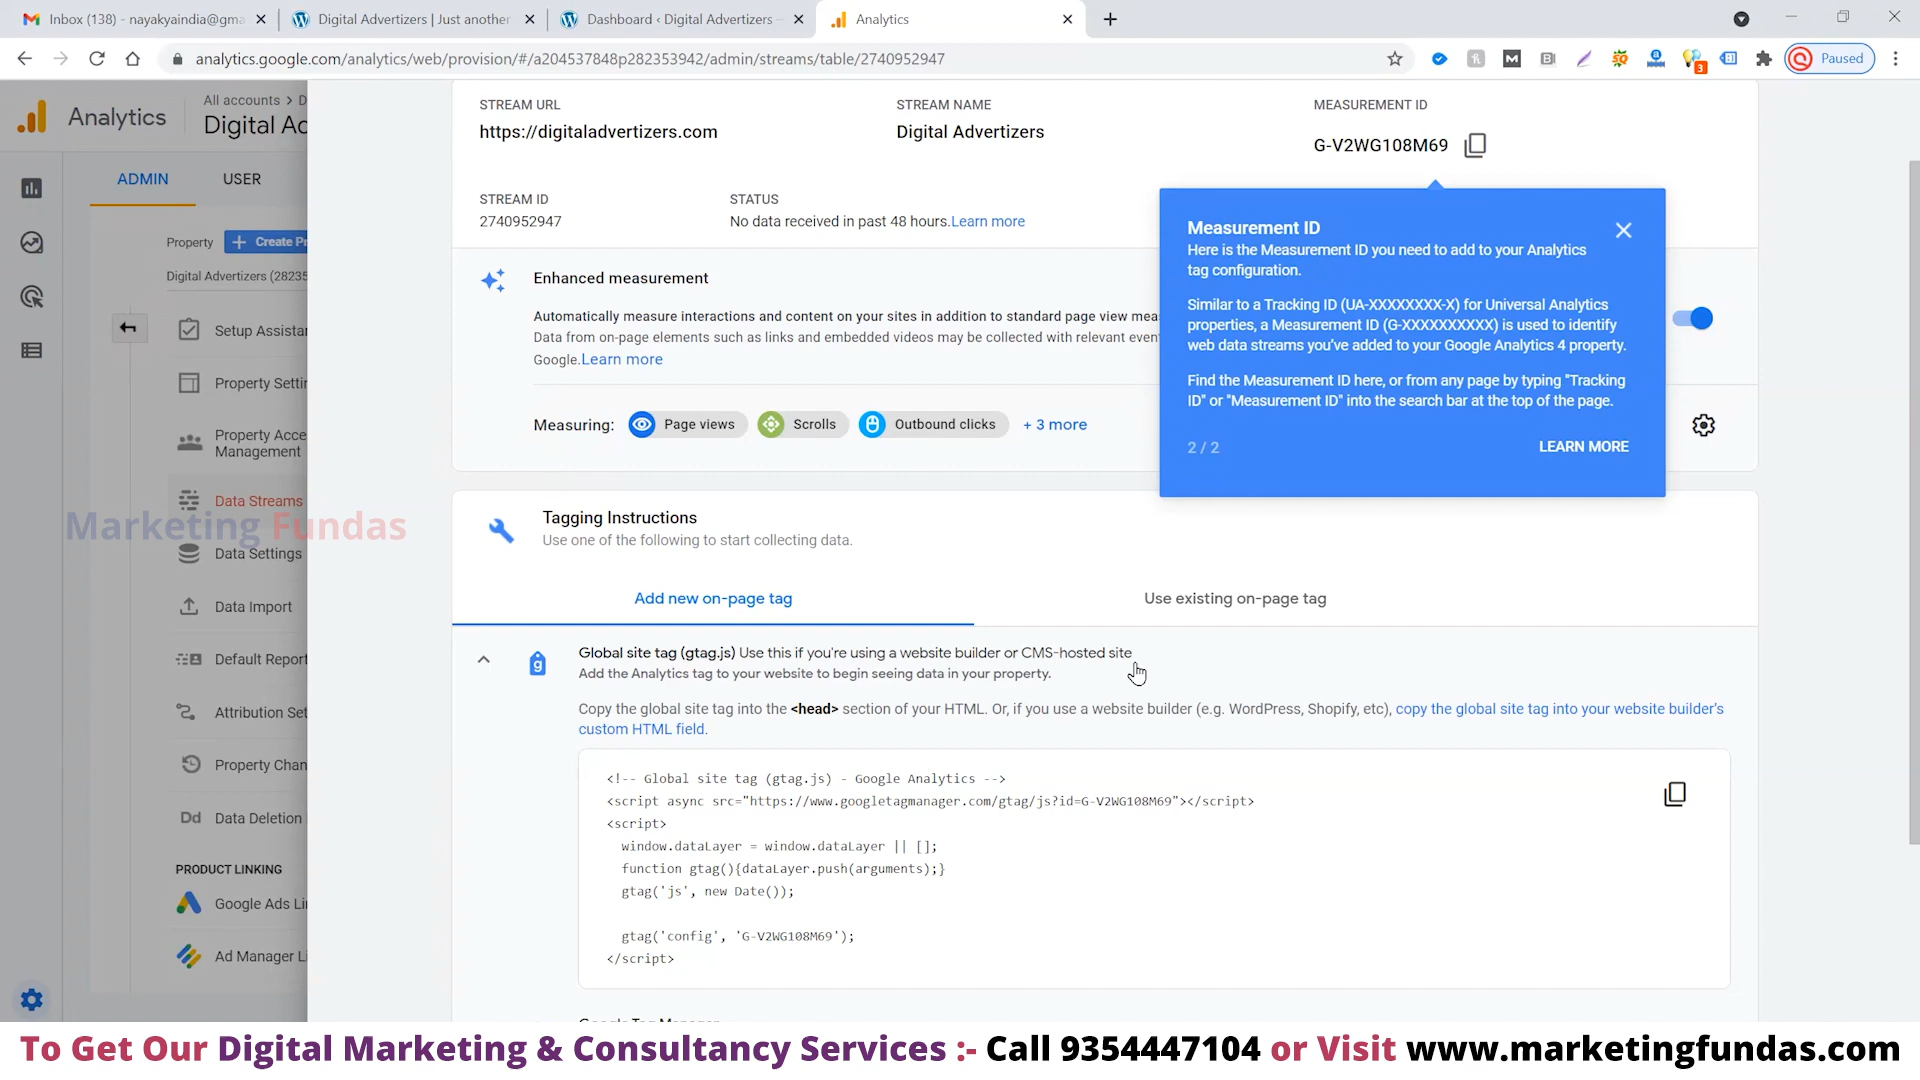 Inbox (138) - nayakyaindia@gma
Digital Advertizers | Just another
Dashboard ‹ Digital Advertizers –
Analytics
analytics.google.com/analytics/web/provision/#/a204537848p282353942/admin/streams/table/2740952947
Paused
3
Analytics
All accounts > D
Digital Ad
ADMIN
USER
Property
Create Pr
Digital Advertizers (28235
Setup Assista
Property Setti
Property Acce
Management
Data Streams
Data Settings
Data Import
Default Report
Attribution Set
Property Chan
Dd Data Deletion
PRODUCT LINKING
Google Ads Li
Ad Manager Li
Marketing Fundas
STREAM URL
https://digitaladvertizers.com
STREAM NAME
Digital Advertizers
MEASUREMENT ID
G-V2WG108M69
STREAM ID
2740952947
STATUS
No data received in past 48 hours. Learn more
Enhanced measurement
Automatically measure interactions and content on your sites in addition to standard page view mea
Data from on-page elements such as links and embedded videos may be collected with relevant even
Google. Learn more
Measuring:
Page views
Scrolls
Outbound clicks
+ 3 more
Measurement ID
Here is the Measurement ID you need to add to your Analytics
tag configuration.
Similar to a Tracking ID (UA-XXXXXXXX-X) for Universal Analytics
properties, a Measurement ID (G-XXXXXXXXXX) is used to identify
web data streams you've added to your Google Analytics 4 property.
Find the Measurement ID here, or from any page by typing "Tracking
ID" or "Measurement ID" into the search bar at the top of the page.
2 / 2
LEARN MORE
Tagging Instructions
Use one of the following to start collecting data.
Add new on-page tag
Use existing on-page tag
Global site tag (gtag.js) Use this if you're using a website builder or CMS-hosted site
Add the Analytics tag to your website to begin seeing data in your property.
Copy the global site tag into the <head> section of your HTML. Or, if you use a website builder (e.g. WordPress, Shopify, etc), copy the global site tag into your website builder's
custom HTML field.
<!-- Global site tag (gtag.js) - Google Analytics -->
<script async src="https://www.googletagmanager.com/gtag/js?id=G-V2WG108M69"></script>
<script>
window.dataLayer = window.dataLayer || [];
function gtag(){dataLayer.push(arguments);}
gtag('js', new Date());
gtag('config', 'G-V2WG108M69');
</script>
To Get Our Digital Marketing & Consultancy Services :- Call 9354447104 or Visit www.marketingfundas.com